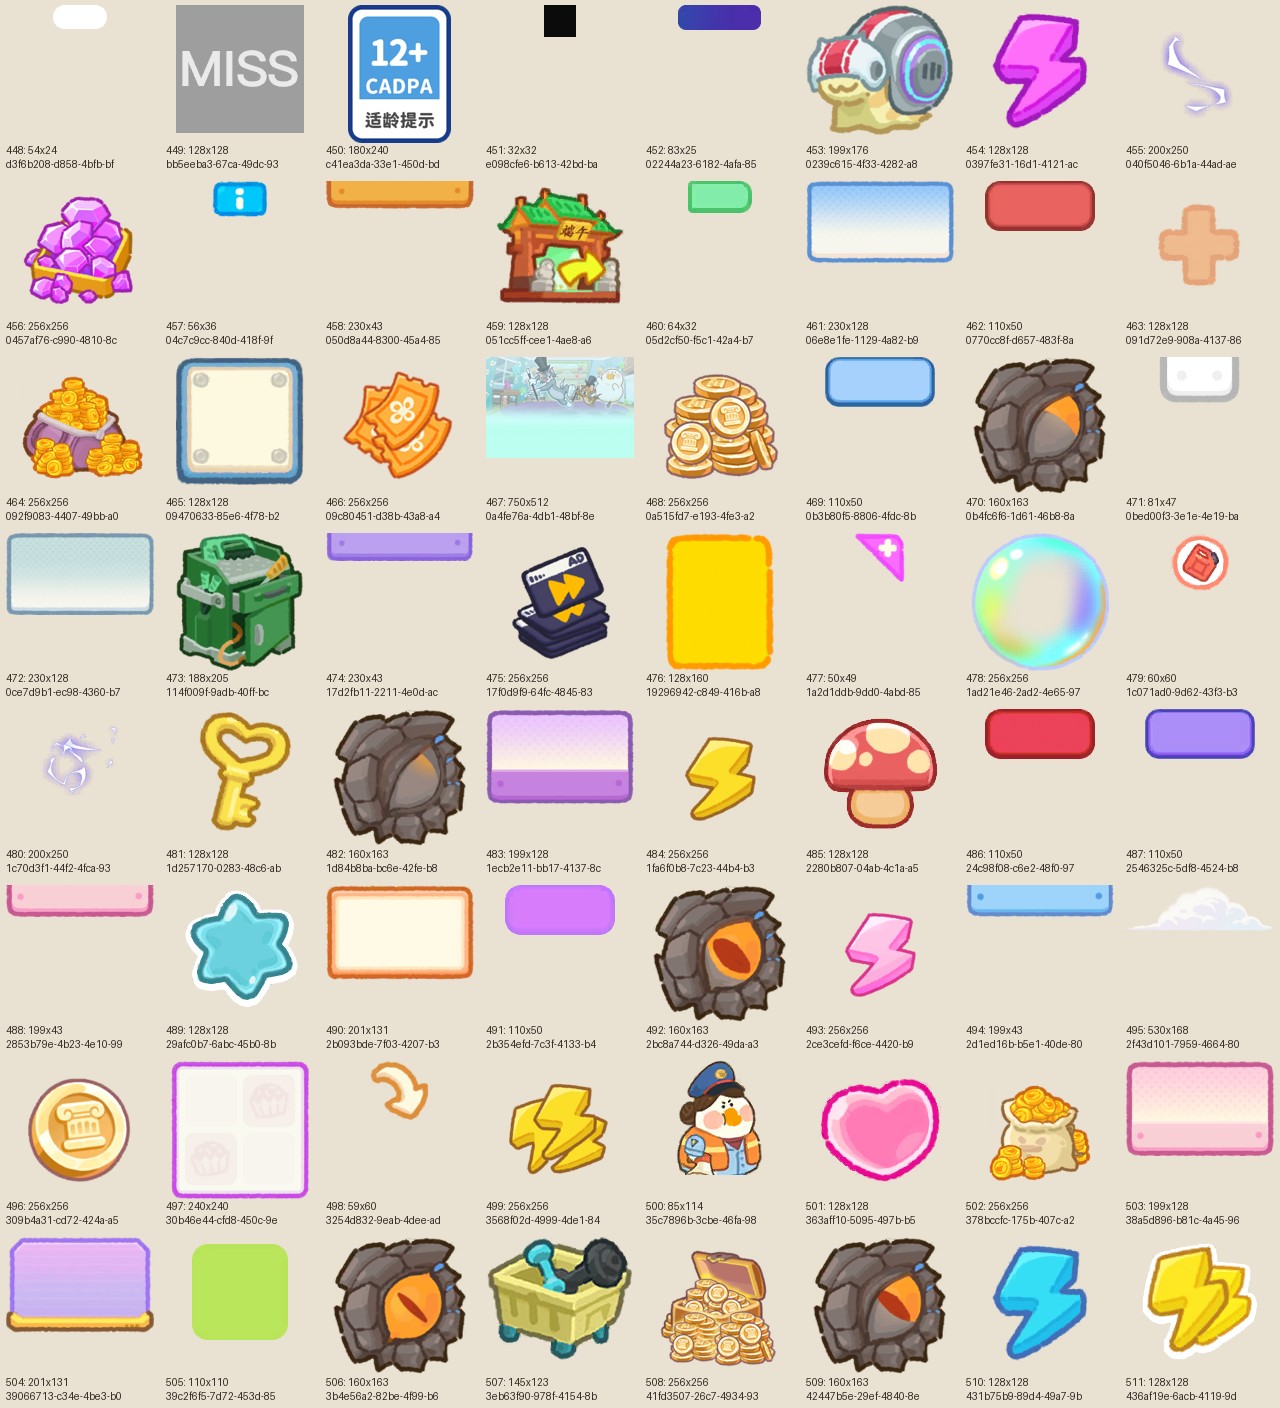 MISS
12+
CADPA
适龄提示
448: 54x24
d3f6b208-d858-4bfb-bf
449: 128x128
bb5eeba3-67ca-49dc-93
450: 180x240
c41ea3da-33e1-450d-bd
451: 32x32
e098cfe6-b613-42bd-ba
452: 83x25
02244a23-6182-4afa-85
453: 199x176
0239c615-4f33-4282-a8
454: 128x128
0397fe31-16d1-4121-ac
455: 200x250
040f5046-6b1a-44ad-ae
端午
456: 256x256
0457af76-c990-4810-8c
457: 56x36
04c7c9cc-840d-418f-9f
458: 230x43
050d8a44-8300-45a4-85
459: 128x128
051cc5ff-cee1-4ae8-a6
460: 64x32
05d2cf50-f5c1-42a4-b7
461: 230x128
06e8e1fe-1129-4a82-b9
462: 110x50
0770cc8f-d657-483f-8a
463: 128x128
091d72e9-908a-4137-86
464: 256x256
092f9083-4407-49bb-a0
465: 128x128
09470633-85e6-4f78-b2
466: 256x256
09c80451-d38b-43a8-a4
467: 750x512
0a4fe76a-4db1-48bf-8e
468: 256x256
0a515fd7-e193-4fe3-a2
469: 110x50
0b3b80f5-8806-4fdc-8b
470: 160x163
0b4fc6f6-1d61-46b8-8a
471: 81x47
0bed00f3-3e1e-4e19-ba
AD
472: 230x128
0ce7d9b1-ec98-4360-b7
473: 188x205
114f009f-9adb-40ff-bc
474: 230x43
17d2fb11-2211-4e0d-ac
475: 256x256
17f0d9f9-64fc-4845-83
476: 128x160
19296942-c849-416b-a8
477: 50x49
1a2d1ddb-9dd0-4abd-85
478: 256x256
1ad21e46-2ad2-4e65-97
479: 60x60
1c071ad0-9d62-43f3-b3
480: 200x250
1c70d3f1-44f2-4fca-93
481: 128x128
1d257170-0283-48c6-ab
482: 160x163
1d84b8ba-bc6e-42fe-b8
483: 199x128
1ecb2e11-bb17-4137-8c
484: 256x256
1fa6f0b8-7c23-44b4-b3
485: 128x128
2280b807-04ab-4c1a-a5
486: 110x50
24c98f08-c6e2-48f0-97
487: 110x50
2546325c-5df8-4524-b8
488: 199x43
2853b79e-4b23-4e10-99
489: 128x128
29afc0b7-6abc-45b0-8b
490: 201x131
2b093bde-7f03-4207-b3
491: 110x50
2b354efd-7c3f-4133-b4
492: 160x163
2bc8a744-d326-49da-a3
493: 256x256
2ce3cefd-f6ce-4420-b9
494: 199x43
2d1ed16b-b5e1-40de-80
495: 530x168
2f43d101-7959-4664-80
496: 256x256
309b4a31-cd72-424a-a5
497: 240x240
30b46e44-cfd8-450c-9e
498: 59x60
3254d832-9eab-4dee-ad
499: 256x256
3568f02d-4999-4de1-84
500: 85x114
35c7896b-3cbe-46fa-98
501: 128x128
363aff10-5095-497b-b5
502: 256x256
378bccfc-175b-407c-a2
503: 199x128
38a5d896-b81c-4a45-96
504: 201x131
39066713-c34e-4be3-b0
505: 110x110
39c2f6f5-7d72-453d-85
506: 160x163
3b4e56a2-82be-4f99-b6
507: 145x123
3eb63f90-978f-4154-8b
508: 256x256
41fd3507-26c7-4934-93
509: 160x163
42447b5e-29ef-4840-8e
510: 128x128
431b75b9-89d4-49a7-9b
511: 128x128
436af19e-6acb-4119-9d